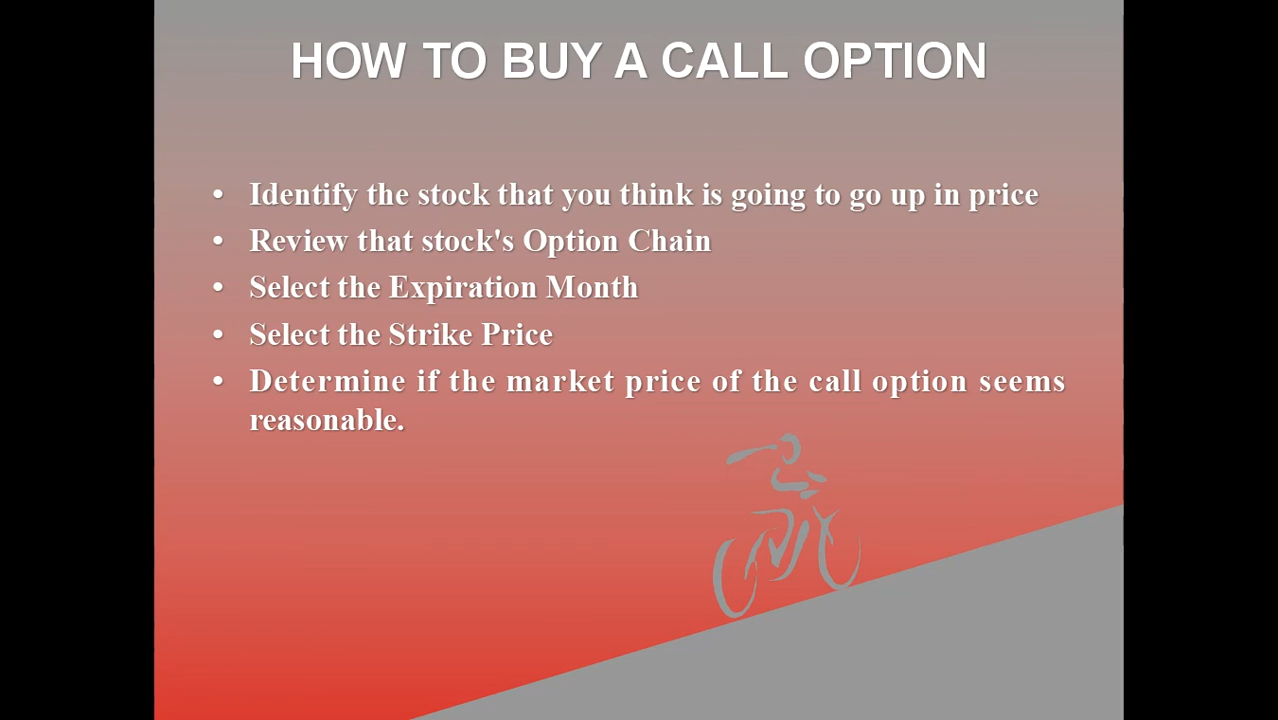 HOW TO BUY A CALL OPTION
• Identify the stock that you think is going to go up in price
• Review that stock's Option Chain
• Select the Expiration Month
• Select the Strike Price
• Determine if the market price of the call option seems
reasonable.